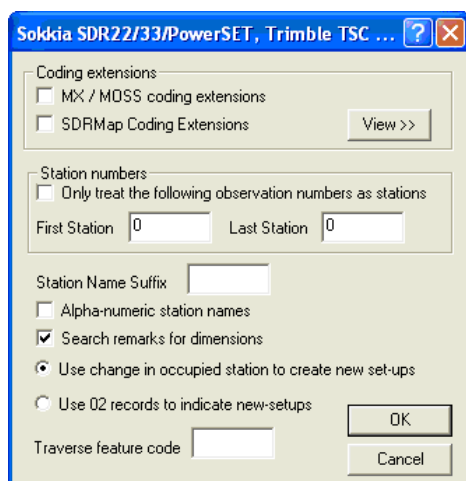 Sokkia SDR22/33/PowerSET, Trimble TSC ...
Coding extensions
MX / MOSS coding extensions
SDRMap Coding Extensions
View >>
Station numbers
Only treat the following observation numbers as stations
First Station 0 Last Station 0
Station Name Suffix
Alpha-numeric station names
Search remarks for dimensions
Use change in occupied station to create new set-ups
Use 02 records to indicate new-setups
OK
Traverse feature code
Cancel